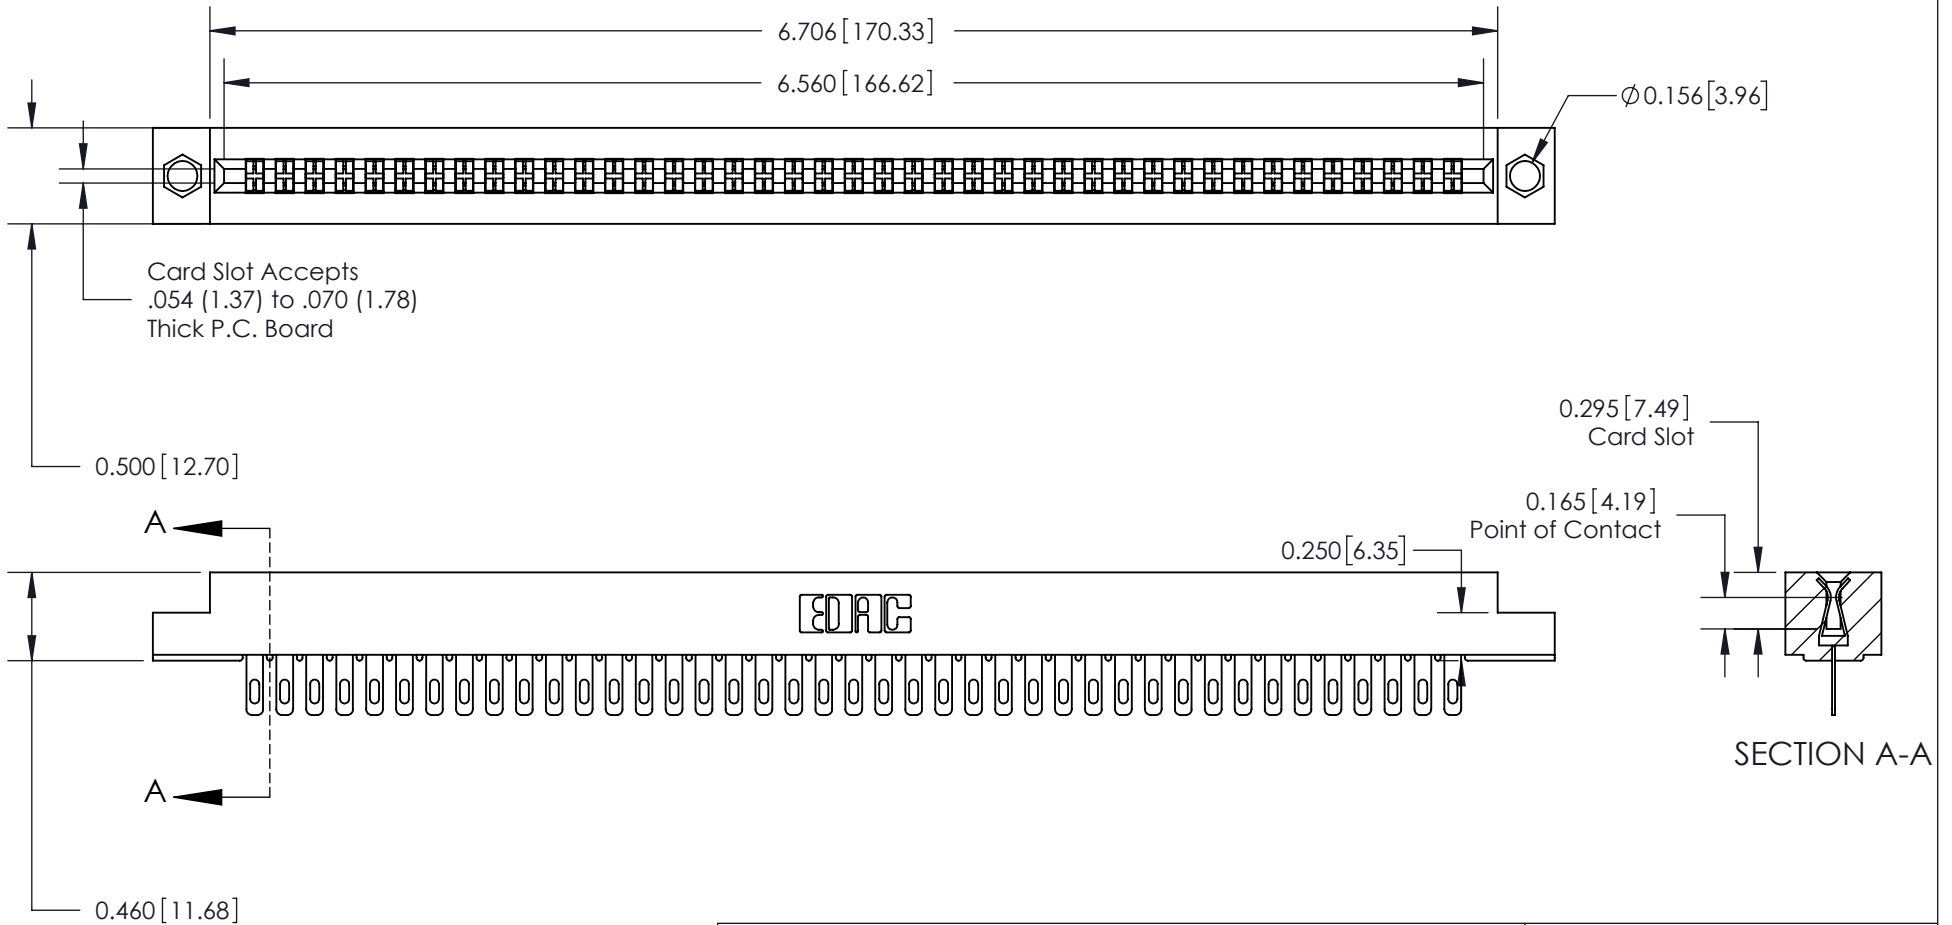 6.706[170.33]
6.560[166.62]
Ø0.156[3.96]
Card Slot Accepts
.054 (1.37) to .070 (1.78)
Thick P.C. Board
0.295[7.49]
Card Slot
0.500[12.70]
0.165[4.19]
Point of Contact
A
0.250[6.35]
EDAC
SECTION A-A
A
0.460[11.68]